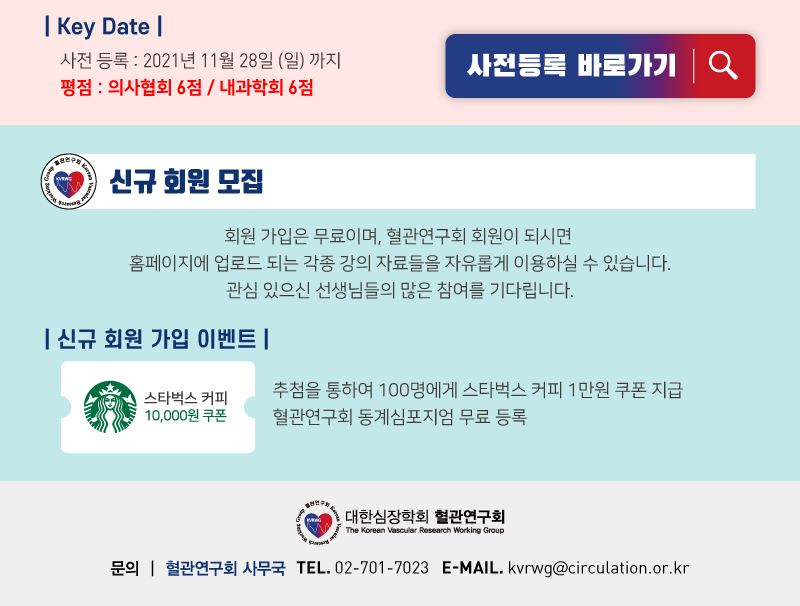 | Key Date |
사전 등록 : 2021년 11월 28일 (일) 까지
평점 : 의사협회 6점 / 내과학회 6점
사전등록 바로가기
혈관연구회 Korean Vascular Research Working Group
KVRWG
신규 회원 모집
회원 가입은 무료이며, 혈관연구회 회원이 되시면
홈페이지에 업로드 되는 각종 강의 자료들을 자유롭게 이용하실 수 있습니다.
관심 있으신 선생님들의 많은 참여를 기다립니다.
| 신규 회원 가입 이벤트 |
스타벅스 커피
10,000원 쿠폰
추첨을 통하여 100명에게 스타벅스 커피 1만원 쿠폰 지급
혈관연구회 동계심포지엄 무료 등록
혈관연구회 Korean Vascular Research Working Group
KVRWG
대한심장학회 혈관연구회
The Korean Vascular Research Working Group
문의 | 혈관연구회 사무국 TEL. 02-701-7023 E-MAIL. kvrwg@circulation.or.kr